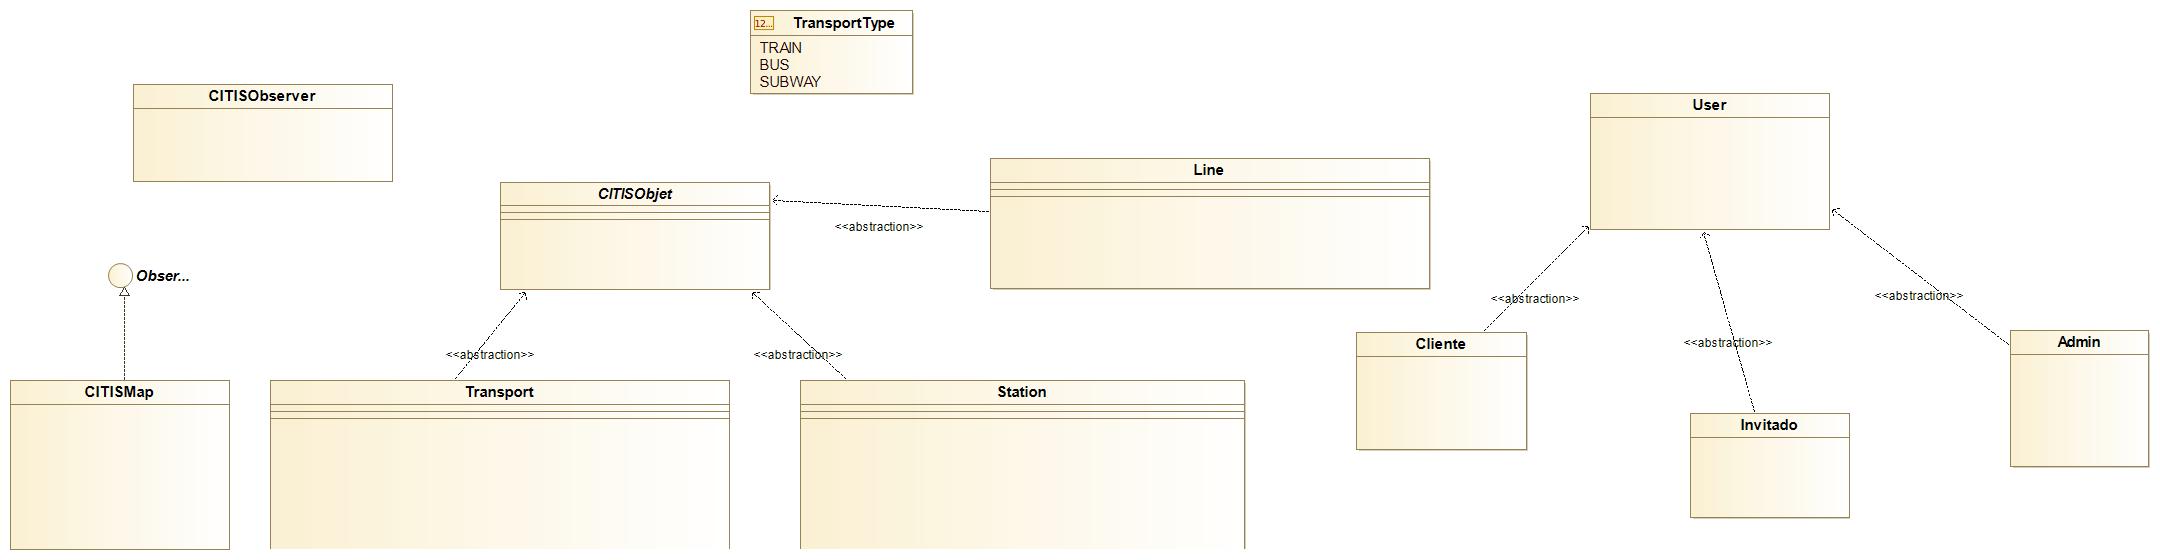 12... TransportType
TRAIN
BUS
SUBWAY
CITISObserver
User
Line
CITISObjet
<<abstraction>>
Obser...
<<abstraction>>
<<abstraction>>
<<abstraction>>
<<abstraction>>
<<abstraction>>
Cliente
Admin
CITISMap
Transport
Station
Invitado